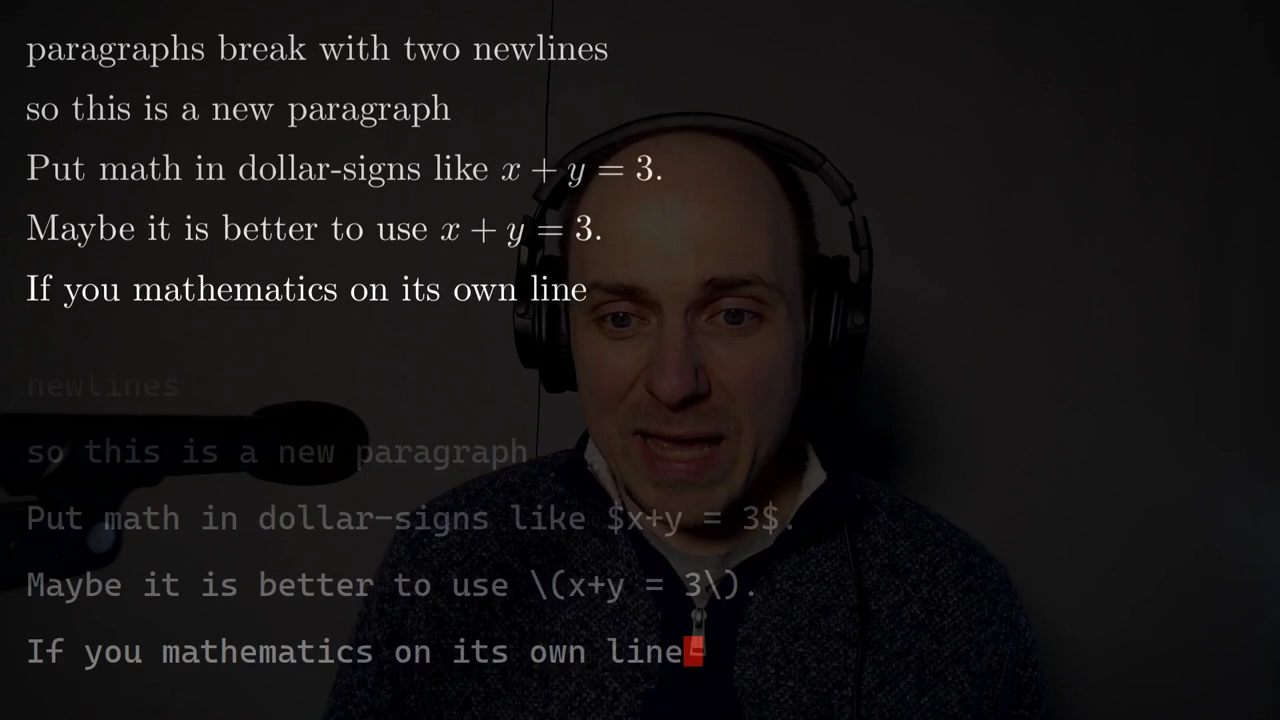 paragraphs break with two newlines
so this is a new paragraph
Put math in dollar-signs like x + y = 3.
Maybe it is better to use x + y = 3.
If you mathematics on its own line
newlines
so this is a new paragraph
Put math in dollar-signs like $x+y = 3$.
Maybe it is better to use \(x+y = 3\).
If you mathematics on its own line